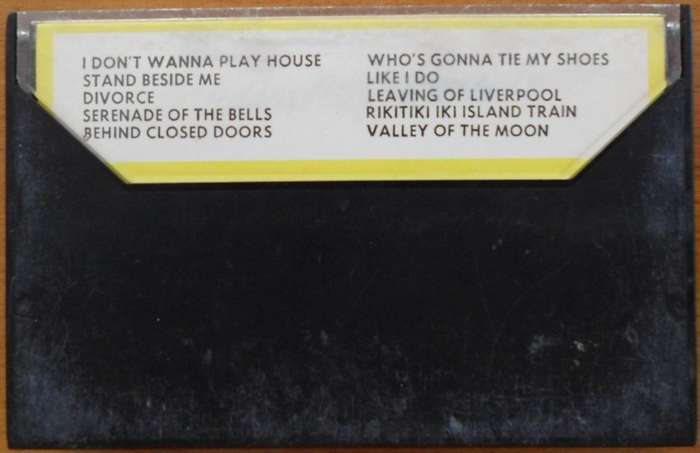 I DON'T WANNA PLAY HOUSE
STAND BESIDE ME
DIVORCE
SERENADE OF THE BELLS
BEHIND CLOSED DOORS
WHO'S GONNA TIE MY SHOES
LIKE I DO
LEAVING OF LIVERPOOL
RIKITIKI IKI ISLAND TRAIN
VALLEY OF THE MOON